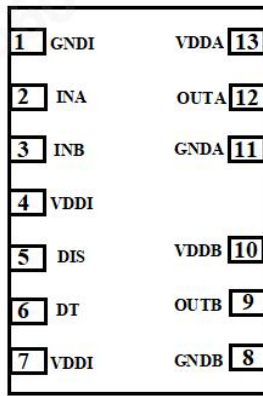 1 GNDI VDDA 13
2 INA OUTA 12
3 INB GNDA 11
4 VDDI
5 DIS VDDB 10
6 DT OUTB 9
7 VDDI GNDB 8